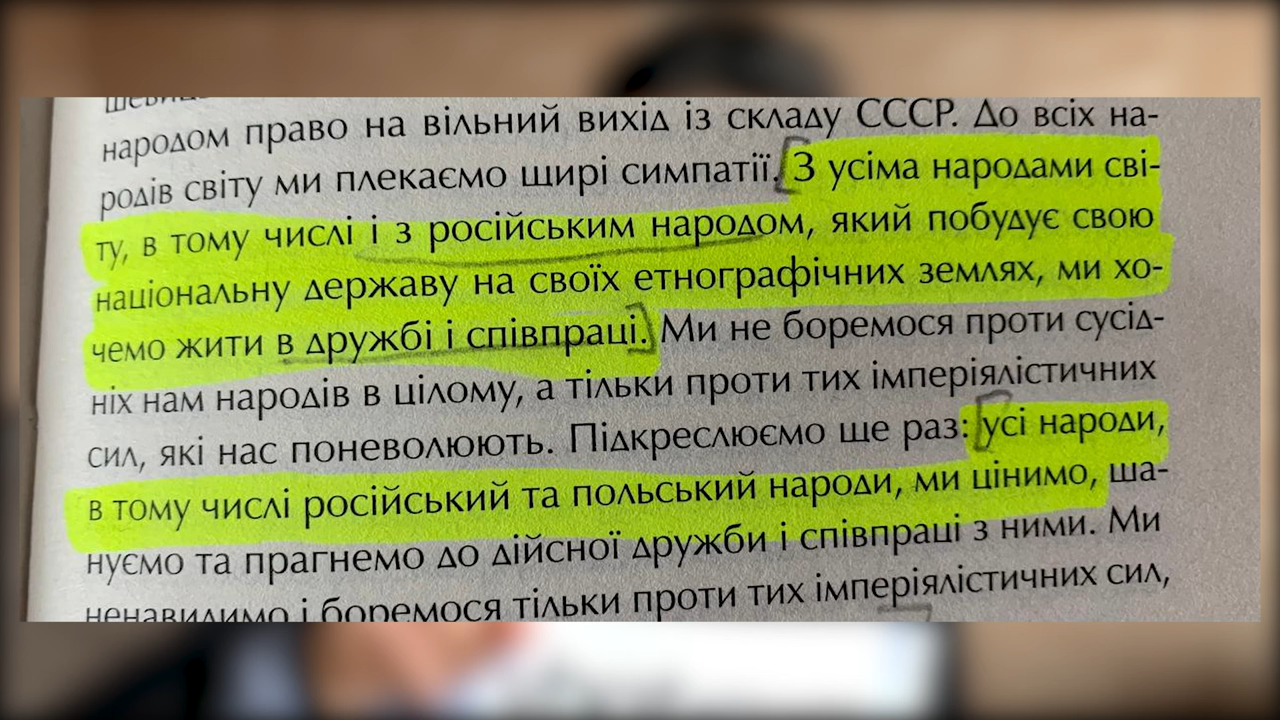 народом право на вільний вихід із складу СССР. До всіх на-
родів світу ми плекаємо щирі симпатії. З усіма народами сві-
ту, в тому числі і з російським народом, який побудує свою
національну державу на своїх етнографічних землях, ми хо-
чемо жити в дружбі і співпраці. Ми не боремося проти сусід-
ніх нам народів в цілому, а тільки проти тих імперіялістичних
сил, які нас поневолюють. Підкреслюємо ще раз: усі народи,
в тому числі російський та польський народи, ми цінимо, ша-
нуємо та прагнемо до дійсної дружби і співпраці з ними. Ми
ненавидимо і боремося тільки проти тих імперіялістичних сил,